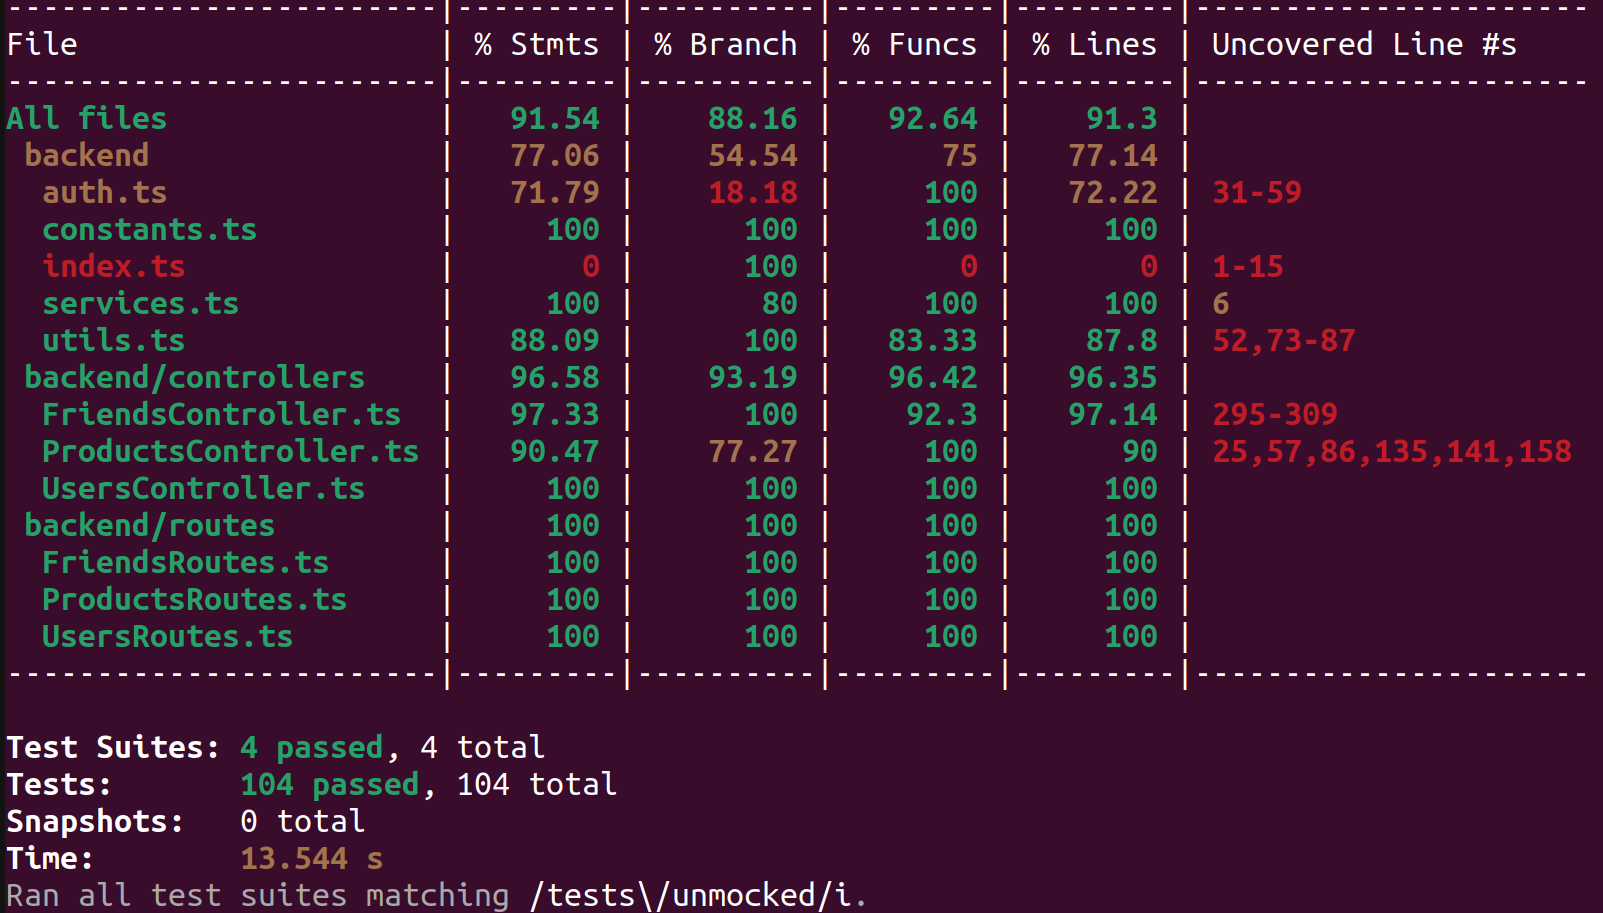 ------------------------|---------|----------|---------|---------|----------------------
File                    | % Stmts | % Branch | % Funcs | % Lines | Uncovered Line #s
------------------------|---------|----------|---------|---------|----------------------
All files               |   91.54 |    88.16 |   92.64 |    91.3 |
 backend                |   77.06 |    54.54 |      75 |   77.14 |
  auth.ts               |   71.79 |    18.18 |     100 |   72.22 | 31-59
  constants.ts          |     100 |      100 |     100 |     100 |
  index.ts              |       0 |      100 |       0 |       0 | 1-15
  services.ts           |     100 |       80 |     100 |     100 | 6
  utils.ts              |   88.09 |      100 |   83.33 |    87.8 | 52,73-87
 backend/controllers    |   96.58 |    93.19 |   96.42 |   96.35 |
  FriendsController.ts  |   97.33 |      100 |    92.3 |   97.14 | 295-309
  ProductsController.ts |   90.47 |    77.27 |     100 |      90 | 25,57,86,135,141,158
  UsersController.ts    |     100 |      100 |     100 |     100 |
 backend/routes         |     100 |      100 |     100 |     100 |
  FriendsRoutes.ts      |     100 |      100 |     100 |     100 |
  ProductsRoutes.ts     |     100 |      100 |     100 |     100 |
  UsersRoutes.ts        |     100 |      100 |     100 |     100 |
------------------------|---------|----------|---------|---------|----------------------
Test Suites: 4 passed, 4 total
Tests:       104 passed, 104 total
Snapshots:   0 total
Time:        13.544 s
Ran all test suites matching /tests\/unmocked/i.